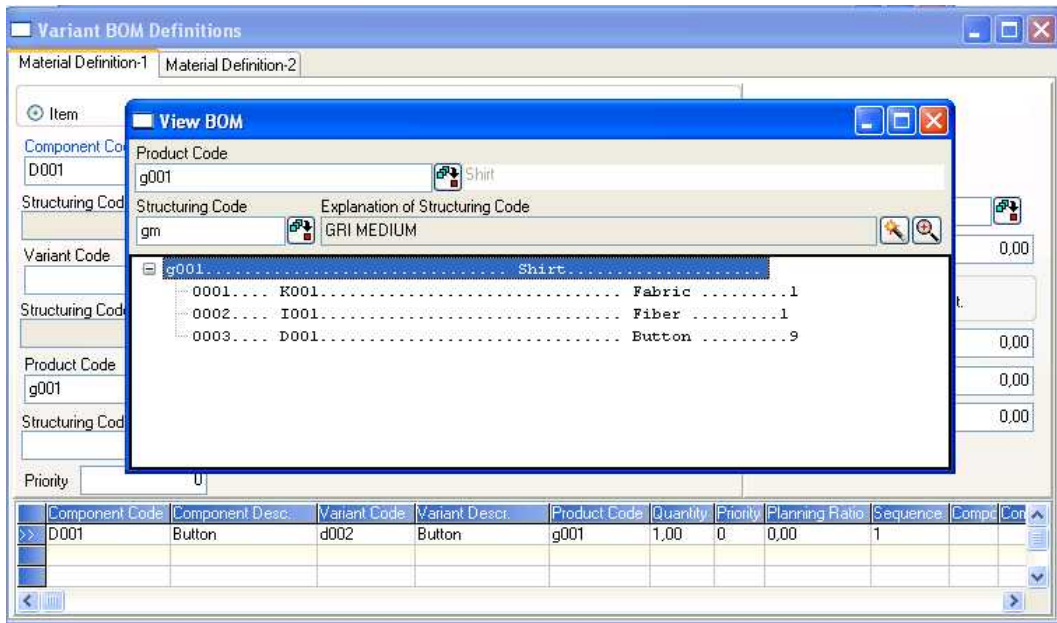 Variant BOM Definitions
Material Definition-1 Material Definition-2
Item
View BOM
Component Co
Product Code
D001
g001 Shirt
Structuring Cod
Structuring Code Explanation of Structuring Code
gm GRI MEDIUM
Variant Code
0,00
g001............................... Shirt....................
0001.... K001............................... Fabric .........1
Structuring Code
t.
0002.... I001............................... Fiber .........1
0003.... D001............................... Button .........9
0,00
Product Code
g001
0,00
Structuring Cod
0,00
Priority 0
Component Code Component Desc. Variant Code Variant Descr. Product Code Quantity Priority Planning Ratio Sequence Compo Con
>> D001 Button d002 Button g001 1,00 0 0,00 1